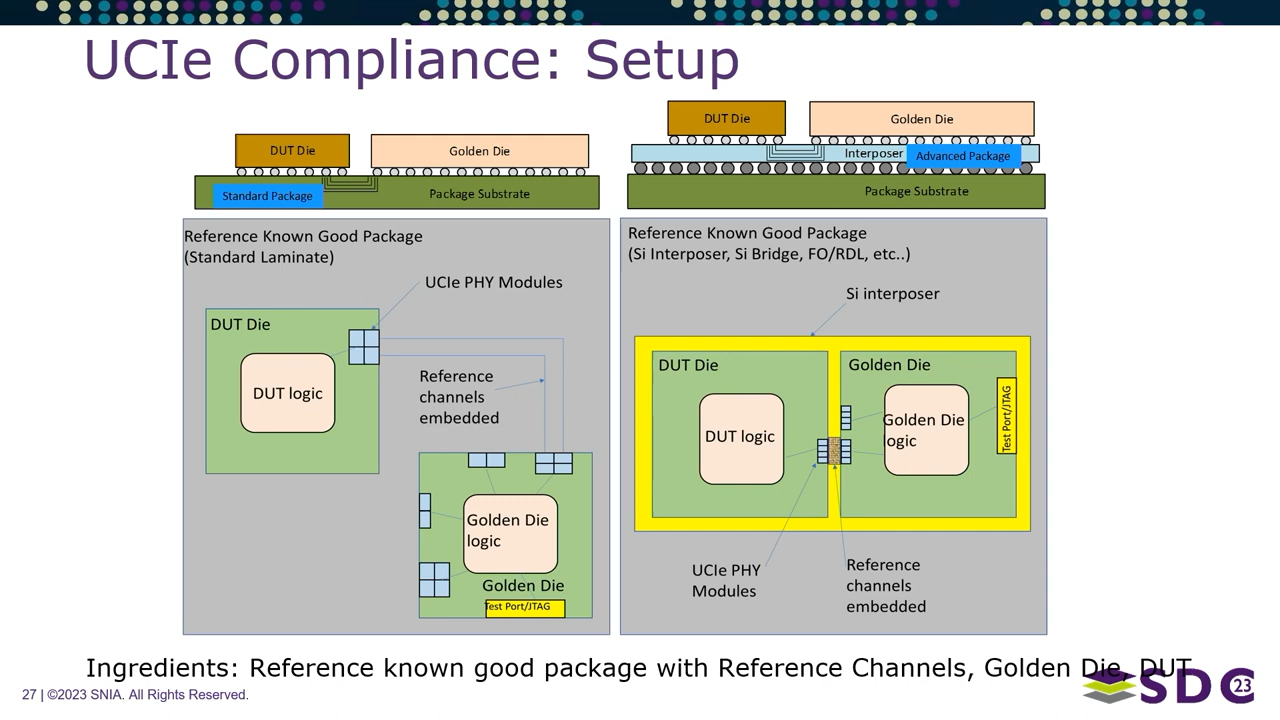 UCIe Compliance: Setup
DUT Die
Golden Die
Standard Package
Package Substrate
DUT Die
Golden Die
Interposer
Advanced Package
Package Substrate
Reference Known Good Package
(Standard Laminate)
UCIe PHY Modules
DUT Die
DUT logic
Reference
channels
embedded
Golden Die
logic
Golden Die
Test Port/JTAG
Reference Known Good Package
(Si Interposer, Si Bridge, FO/RDL, etc..)
Si interposer
DUT Die
DUT logic
Golden Die
Golden Die
logic
Test Port/JTAG
UCIe PHY
Modules
Reference
channels
embedded
Ingredients: Reference known good package with Reference Channels, Golden Die, DUT
27 | ©2023 SNIA. All Rights Reserved.
SDC 23